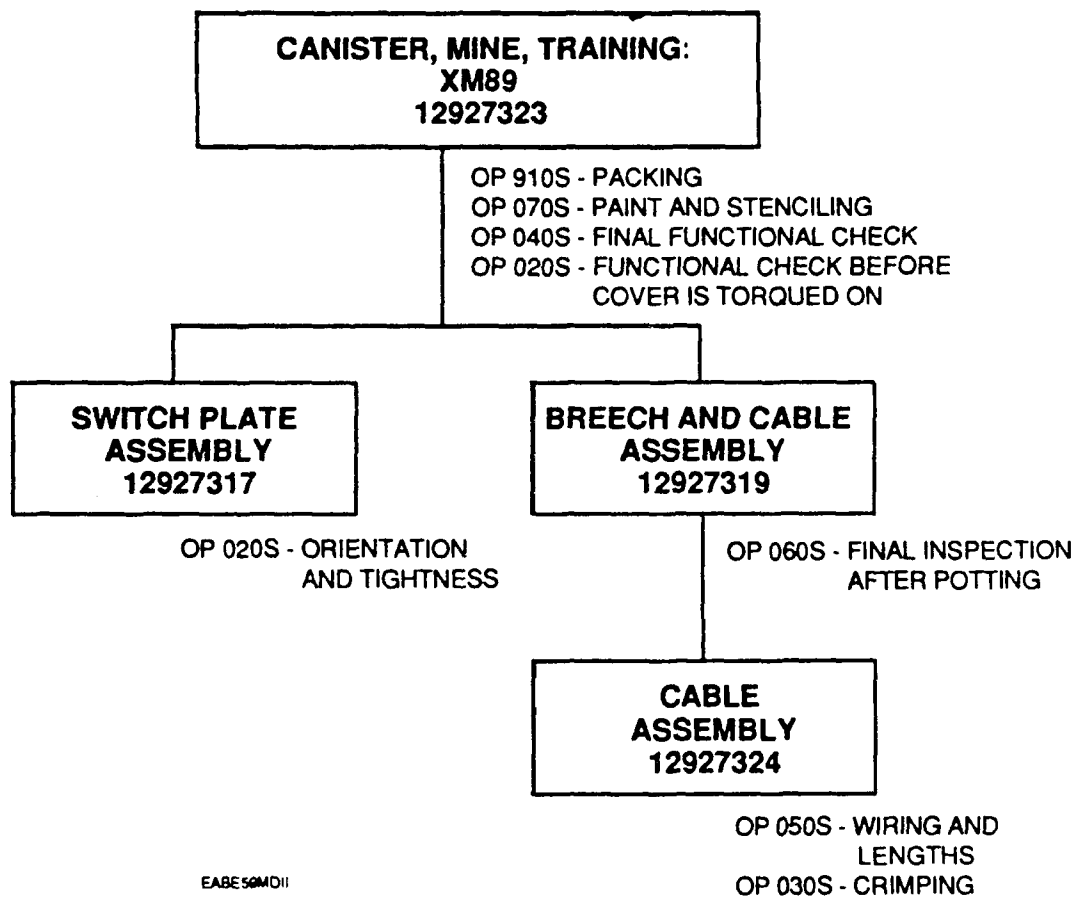 CANISTER, MINE, TRAINING:
XM89
12927323
OP 910S - PACKING
OP 070S - PAINT AND STENCILING
OP 040S - FINAL FUNCTIONAL CHECK
OP 020S - FUNCTIONAL CHECK BEFORE
COVER IS TORQUED ON
SWITCH PLATE
ASSEMBLY
12927317
OP 020S - ORIENTATION
AND TIGHTNESS
BREECH AND CABLE
ASSEMBLY
12927319
OP 060S - FINAL INSPECTION
AFTER POTTING
CABLE
ASSEMBLY
12927324
OP 050S - WIRING AND
LENGTHS
OP 030S - CRIMPING